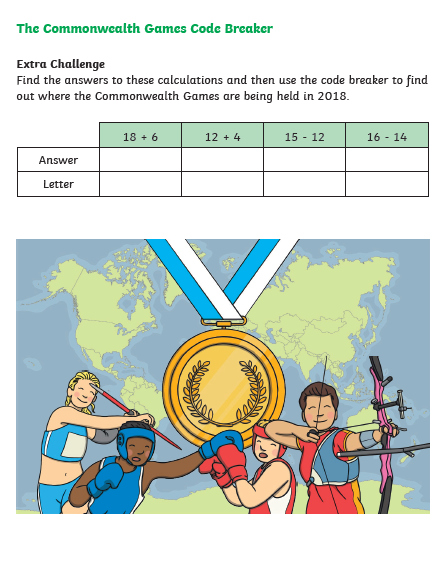 The Commonwealth Games Code Breaker
Extra Challenge
Find the answers to these calculations and then use the code breaker to find
out where the Commonwealth Games are being held in 2018.
18 + 6 12 + 4 15 - 12 16 - 14
Answer
Letter